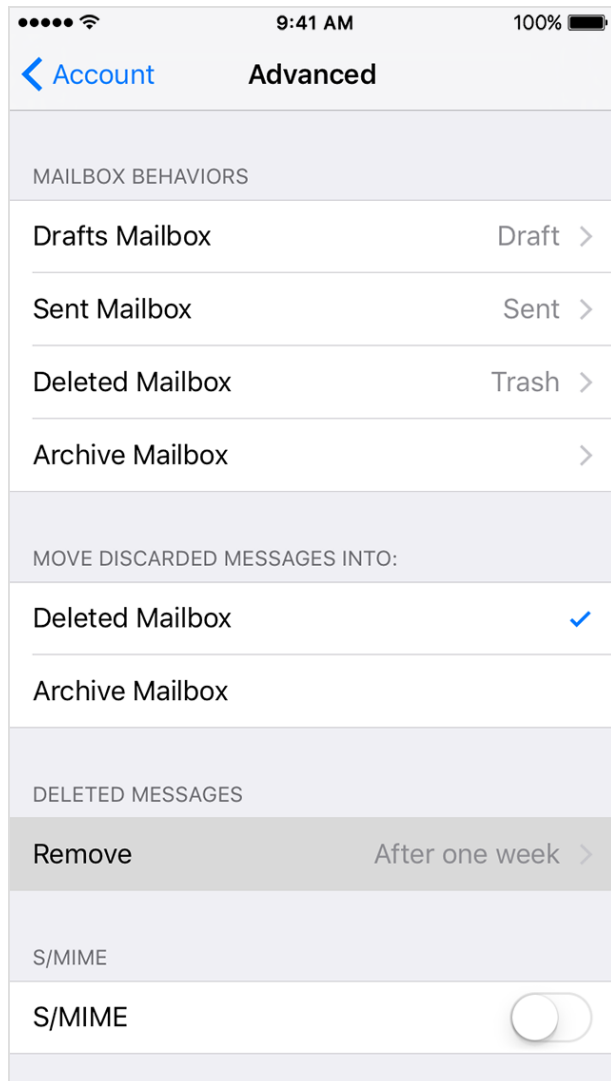 9:41 AM 100%
Account Advanced
MAILBOX BEHAVIORS
Drafts Mailbox Draft
Sent Mailbox Sent
Deleted Mailbox Trash
Archive Mailbox
MOVE DISCARDED MESSAGES INTO:
Deleted Mailbox
Archive Mailbox
DELETED MESSAGES
Remove After one week
S/MIME
S/MIME